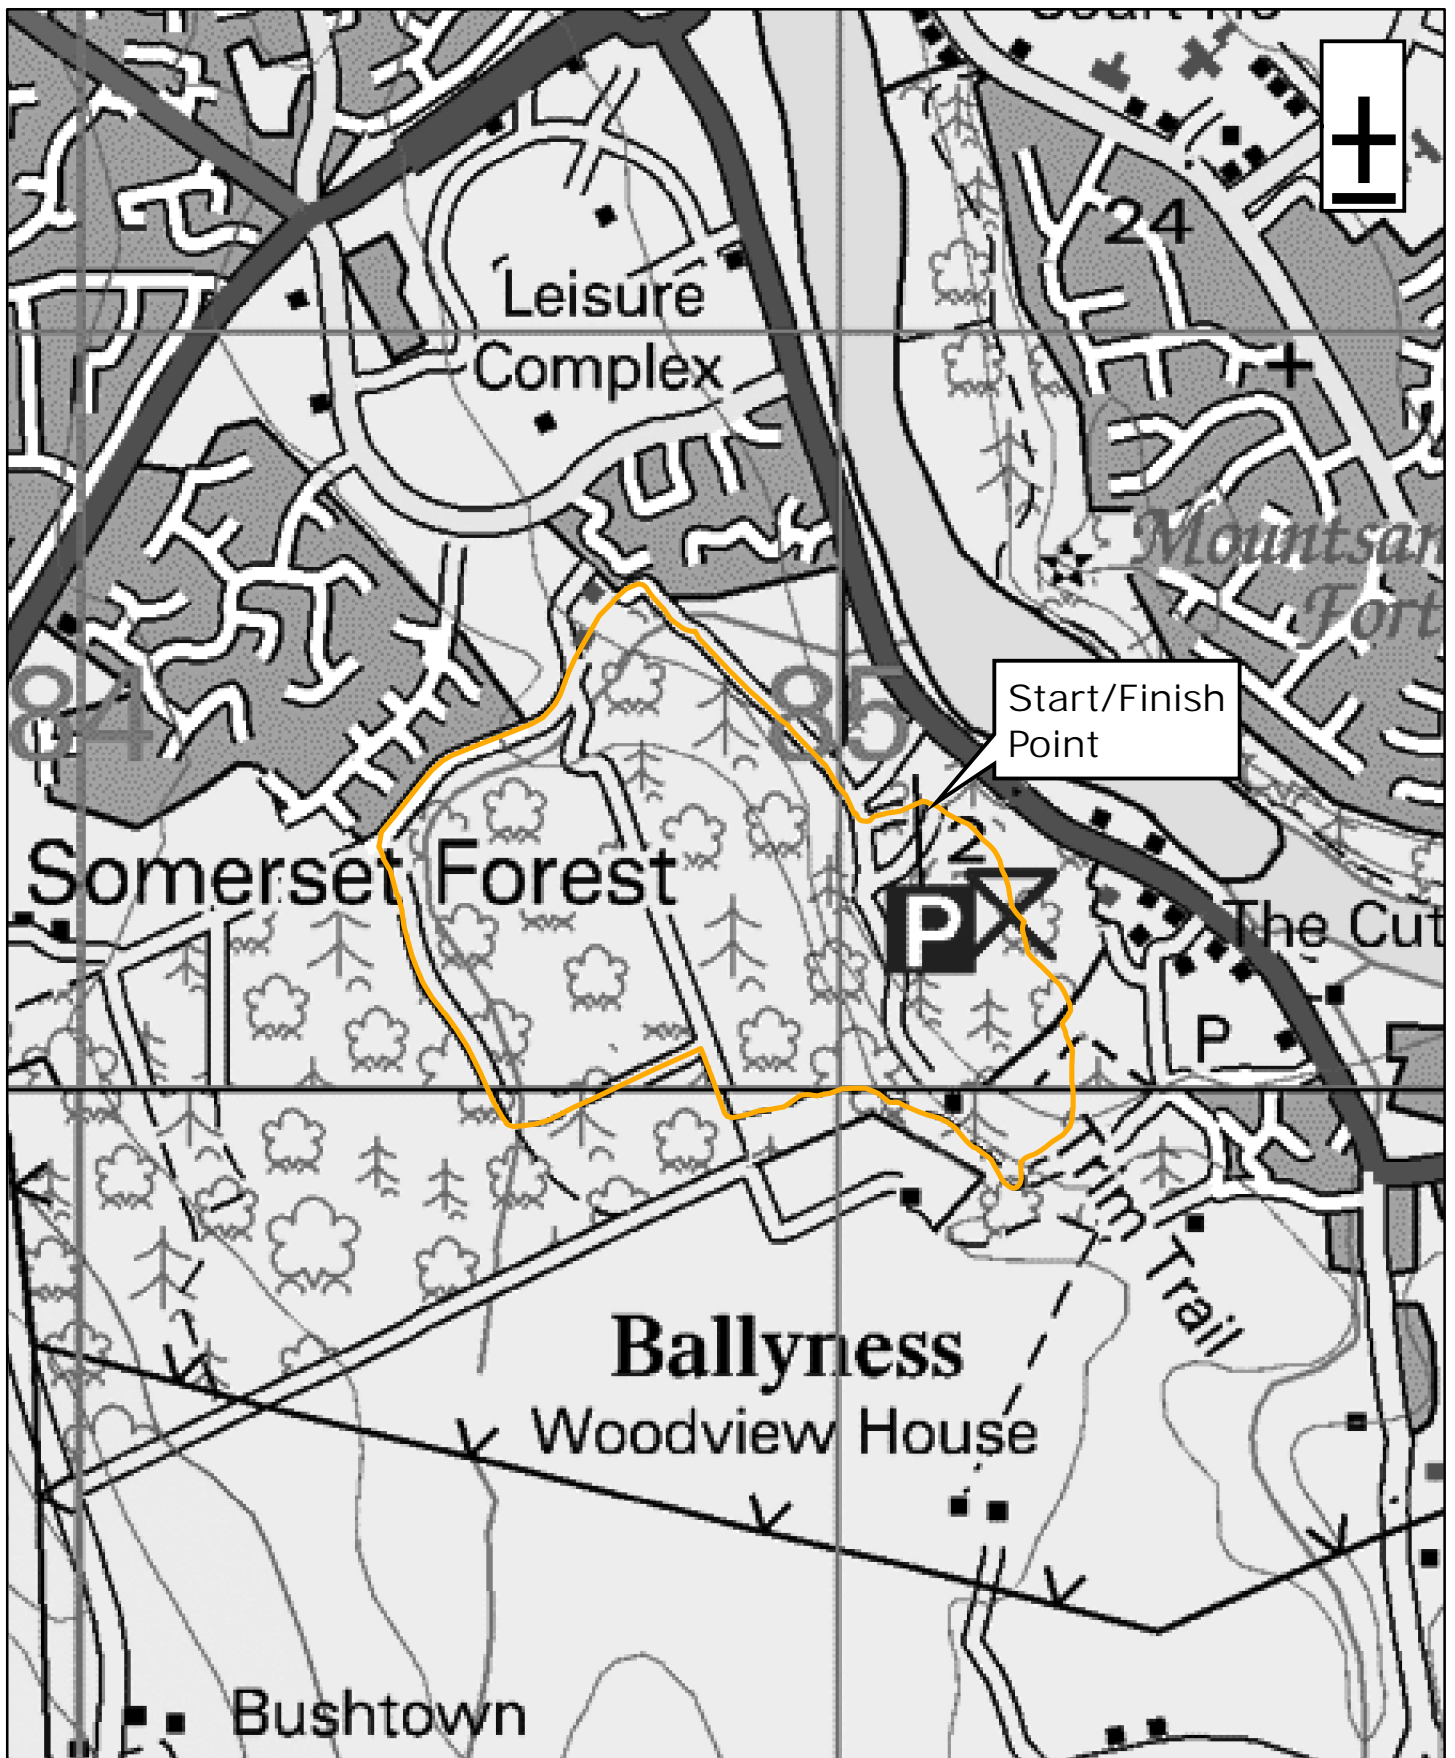 24
Leisure
Complex
Mountsan
Fort
84
85
Start/Finish
Point
Somerset Forest
P
The Cut
P
Trim Trail
Ballyness
Woodview House
Bushtown